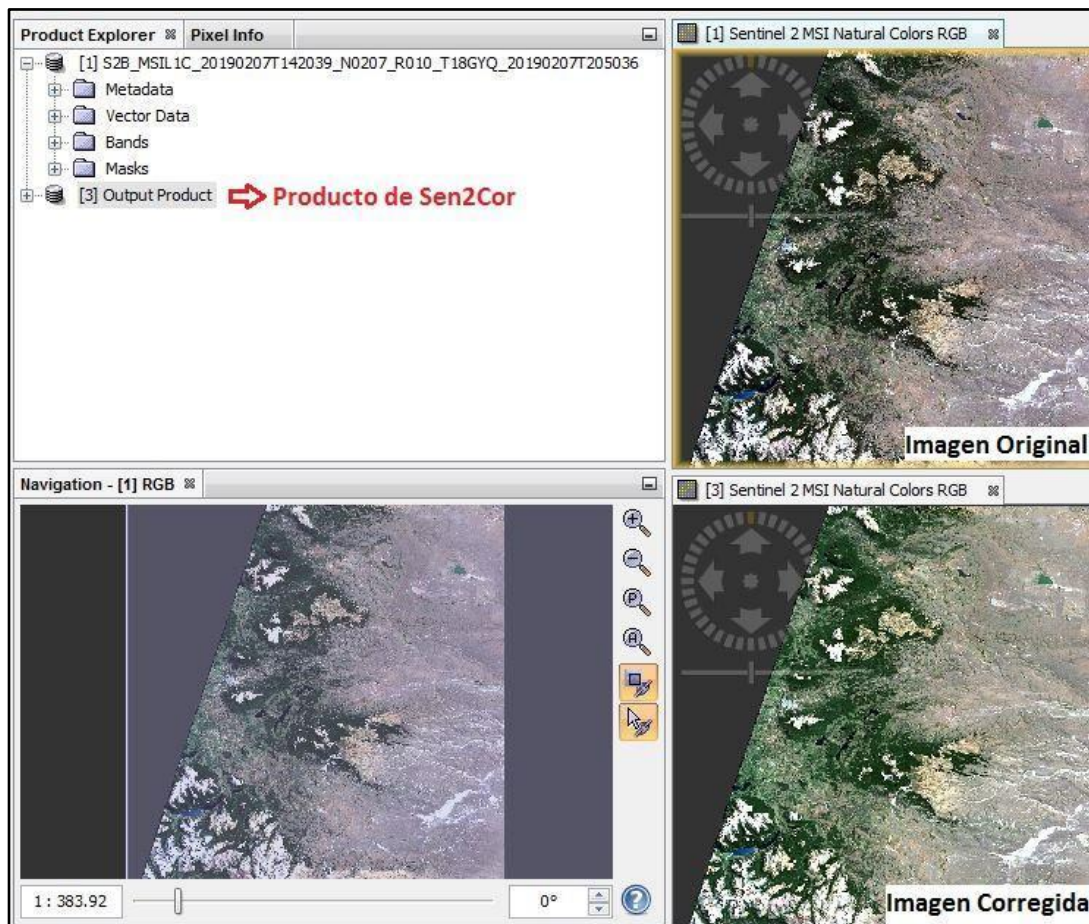 Product Explorer
Pixel Info
[1] S2B_MSIL1C_20190207T142039_N0207_R010_T18GYQ_20190207T205036
Metadata
Vector Data
Bands
Masks
[3] Output Product
Producto de Sen2Cor
[1] Sentinel 2 MSI Natural Colors RGB
Imagen Original
Navigation - [1] RGB
1 : 383.92
0°
[3] Sentinel 2 MSI Natural Colors RGB
Imagen Corregida